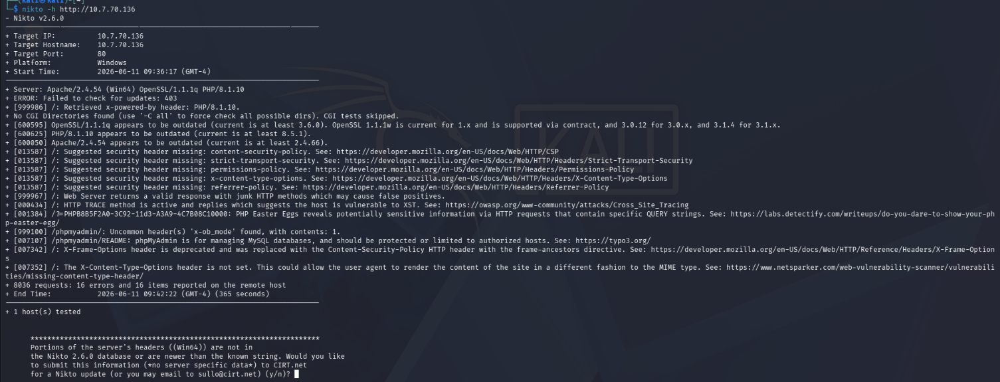 (kali㉿kali)-[~]
$ nikto -h http://10.7.70.136
- Nikto v2.6.0
---------------------------------------------------------------------------
+ Target IP:          10.7.70.136
+ Target Hostname:    10.7.70.136
+ Target Port:        80
+ Platform:           Windows
+ Start Time:         2026-06-11 09:36:17 (GMT-4)
---------------------------------------------------------------------------
+ Server: Apache/2.4.54 (Win64) OpenSSL/1.1.1q PHP/8.1.10
+ ERROR: Failed to check for updates: 403
+ [999986] /: Retrieved x-powered-by header: PHP/8.1.10.
+ No CGI Directories found (use '-C all' to force check all possible dirs). CGI tests skipped.
+ [600595] OpenSSL/1.1.1q appears to be outdated (current is at least 3.6.0). OpenSSL 1.1.1w is current for 1.x and is supported via contract, and 3.0.12 for 3.0.x, and 3.1.4 for 3.1.x.
+ [600625] PHP/8.1.10 appears to be outdated (current is at least 8.5.1).
+ [600050] Apache/2.4.54 appears to be outdated (current is at least 2.4.66).
+ [013587] /: Suggested security header missing: content-security-policy. See: https://developer.mozilla.org/en-US/docs/Web/HTTP/CSP
+ [013587] /: Suggested security header missing: strict-transport-security. See: https://developer.mozilla.org/en-US/docs/Web/HTTP/Headers/Strict-Transport-Security
+ [013587] /: Suggested security header missing: permissions-policy. See: https://developer.mozilla.org/en-US/docs/Web/HTTP/Headers/Permissions-Policy
+ [013587] /: Suggested security header missing: x-content-type-options. See: https://developer.mozilla.org/en-US/docs/Web/HTTP/Headers/X-Content-Type-Options
+ [013587] /: Suggested security header missing: referrer-policy. See: https://developer.mozilla.org/en-US/docs/Web/HTTP/Headers/Referrer-Policy
+ [999967] /: Web Server returns a valid response with junk HTTP methods which may cause false positives.
+ [000434] /: HTTP TRACE method is active and replies which suggests the host is vulnerable to XST. See: https://owasp.org/www-community/attacks/Cross_Site_Tracing
+ [001384] /?=PHPB8B5F2A0-3C92-11d3-A3A9-4C7B08C10000: PHP Easter Eggs reveals potentially sensitive information via HTTP requests that contain specific QUERY strings. See: https://labs.detectify.com/writeups/do-you-dare-to-show-your-ph
p-easter-egg/
+ [999100] /phpmyadmin/: Uncommon header(s) 'x-ob_mode' found, with contents: 1.
+ [007107] /phpmyadmin/README: phpMyAdmin is for managing MySQL databases, and should be protected or limited to authorized hosts. See: https://typo3.org/
+ [007342] /: X-Frame-Options header is deprecated and was replaced with the Content-Security-Policy HTTP header with the frame-ancestors directive. See: https://developer.mozilla.org/en-US/docs/Web/HTTP/Reference/Headers/X-Frame-Option
s
+ [007352] /: The X-Content-Type-Options header is not set. This could allow the user agent to render the content of the site in a different fashion to the MIME type. See: https://www.netsparker.com/web-vulnerability-scanner/vulnerabili
ties/missing-content-type-header/
+ 8036 requests: 16 errors and 16 items reported on the remote host
+ End Time:           2026-06-11 09:42:22 (GMT-4) (365 seconds)
---------------------------------------------------------------------------
+ 1 host(s) tested
*********************************************************************
Portions of the server's headers ((Win64)) are not in
the Nikto 2.6.0 database or are newer than the known string. Would you like
to submit this information (*no server specific data*) to CIRT.net
for a Nikto update (or you may email to sullo@cirt.net) (y/n)?
KALI